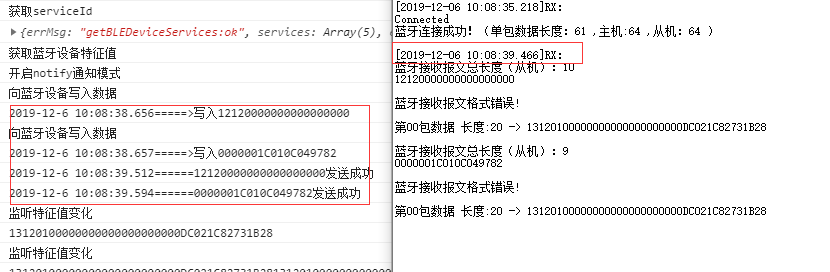 获取serviceId
{errMsg: "getBLEDeviceServices:ok", services: Array(5),
获取蓝牙设备特征值
开启notify通知模式
向蓝牙设备写入数据
2019-12-6 10:08:38.656=====>写入12120000000000000000
向蓝牙设备写入数据
2019-12-6 10:08:38.657=====>写入0000001C010C049782
2019-12-6 10:08:39.512======12120000000000000000发送成功
2019-12-6 10:08:39.594======0000001C010C049782发送成功
监听特征值变化
1312010000000000000000000DC021C82731B28
监听特征值变化
[2019-12-06 10:08:35.218]RX:
Connected
蓝牙连接成功! (单包数据长度: 61 ,主机:64 ,从机: 64 )
[2019-12-06 10:08:39.466]RX:
蓝牙接收报文总长度(从机): 10
12120000000000000000
蓝牙接收报文格式错误!
第00包数据 长度:20 -> 1312010000000000000000000DC021C82731B28
蓝牙接收报文总长度(从机): 9
0000001C010C049782
蓝牙接收报文格式错误!
第00包数据 长度:20 -> 1312010000000000000000000DC021C82731B28